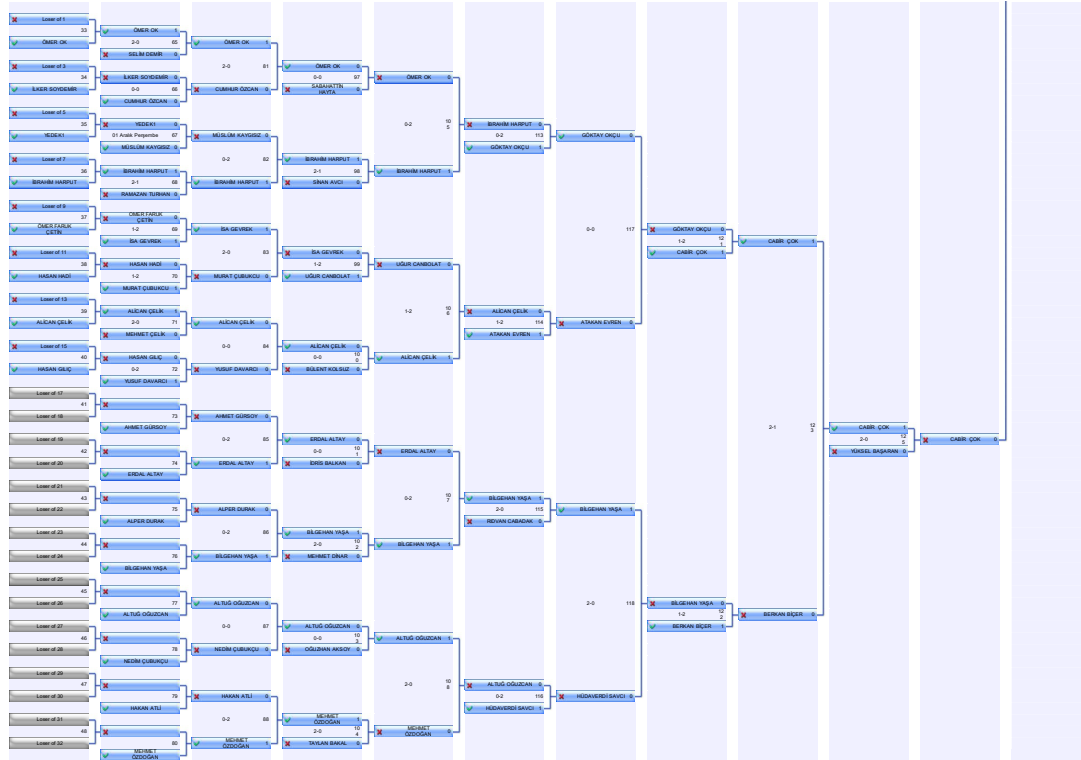 Loser of 1
33
ÖMER OK
Loser of 3
34
İLKER SOYDEMİR
Loser of 5
35
YEDEK1
Loser of 7
36
İBRAHİM HARPUT
Loser of 9
37
ÖMER FARUK
ÇETİN
Loser of 11
38
HASAN HADİ
Loser of 13
39
ALİCAN ÇELİK
Loser of 15
40
HASAN GILIÇ
Loser of 17
41
Loser of 18
Loser of 19
42
Loser of 20
Loser of 21
43
Loser of 22
Loser of 23
44
Loser of 24
Loser of 25
45
Loser of 26
Loser of 27
46
Loser of 28
Loser of 29
47
Loser of 30
Loser of 31
48
Loser of 32
ÖMER OK 1
2-0 65
SELİM DEMİR 0
İLKER SOYDEMİR 0
0-0 66
CUMHUR ÖZCAN 0
YEDEK1 0
01 Aralık Perşembe 67
MÜSLÜM KAYGISIZ 0
İBRAHİM HARPUT 1
2-1 68
RAMAZAN TURHAN 0
ÖMER FARUK
ÇETİN 0
1-2 69
İSA GEVREK 1
HASAN HADİ 0
1-2 70
MURAT ÇUBUKCU 1
ALİCAN ÇELİK 1
2-0 71
MEHMET ÇELİK 0
HASAN GILIÇ 0
0-2 72
YUSUF DAVARCI 1
73
AHMET GÜRSOY
74
ERDAL ALTAY
75
ALPER DURAK
76
BİLGEHAN YAŞA
77
ALTUĞ OĞUZCAN
78
NEDİM ÇUBUKÇU
79
HAKAN ATLİ
80
MEHMET
ÖZDOĞAN
ÖMER OK 1
2-0 81
CUMHUR ÖZCAN 0
MÜSLÜM KAYGISIZ 0
0-2 82
İBRAHİM HARPUT 1
İSA GEVREK 1
2-0 83
MURAT ÇUBUKCU 0
ALİCAN ÇELİK 0
0-0 84
YUSUF DAVARCI 0
AHMET GÜRSOY 0
0-2 85
ERDAL ALTAY 1
ALPER DURAK 0
0-2 86
BİLGEHAN YAŞA 1
ALTUĞ OĞUZCAN 0
0-0 87
NEDİM ÇUBUKÇU 0
HAKAN ATLİ 0
0-2 88
MEHMET
ÖZDOĞAN 1
ÖMER OK 0
0-0 97
SABAHATTİN
HAYTA 0
İBRAHİM HARPUT 1
2-1 98
SİNAN AVCI 0
İSA GEVREK 0
1-2 99
UĞUR CANBOLAT 1
ALİCAN ÇELİK 0
0-0 100
BÜLENT KOLSUZ 0
ERDAL ALTAY 0
0-0 101
İDRİS BALKAN 0
BİLGEHAN YAŞA 1
2-0 102
MEHMET DİNAR 0
ALTUĞ OĞUZCAN 0
0-0 103
OĞUZHAN AKSOY 0
MEHMET
ÖZDOĞAN 1
2-0 104
TAYLAN BAKAL 0
ÖMER OK 0
0-2 105
İBRAHİM HARPUT 1
UĞUR CANBOLAT 0
1-2 106
ALİCAN ÇELİK 1
ERDAL ALTAY 0
0-2 107
BİLGEHAN YAŞA 1
ALTUĞ OĞUZCAN 1
2-0 108
MEHMET
ÖZDOĞAN 0
İBRAHİM HARPUT 0
0-2 113
GÖKTAY OKÇU 1
ALİCAN ÇELİK 0
1-2 114
ATAKAN EVREN 1
BİLGEHAN YAŞA 1
2-0 115
RIDVAN CABADAK 0
ALTUĞ OĞUZCAN 0
0-2 116
HÜDAVERDİ SAVCI 1
GÖKTAY OKÇU 0
0-0 117
ATAKAN EVREN 0
BİLGEHAN YAŞA 1
2-0 118
HÜDAVERDİ SAVCI 0
GÖKTAY OKÇU 0
1-2 121
CABİR ÇOK 1
BİLGEHAN YAŞA 0
1-2 122
BERKAN BİÇER 1
CABİR ÇOK 1
2-1 123
BERKAN BİÇER 0
CABİR ÇOK 1
2-0 125
YÜKSEL BAŞARAN 0
CABİR ÇOK 0